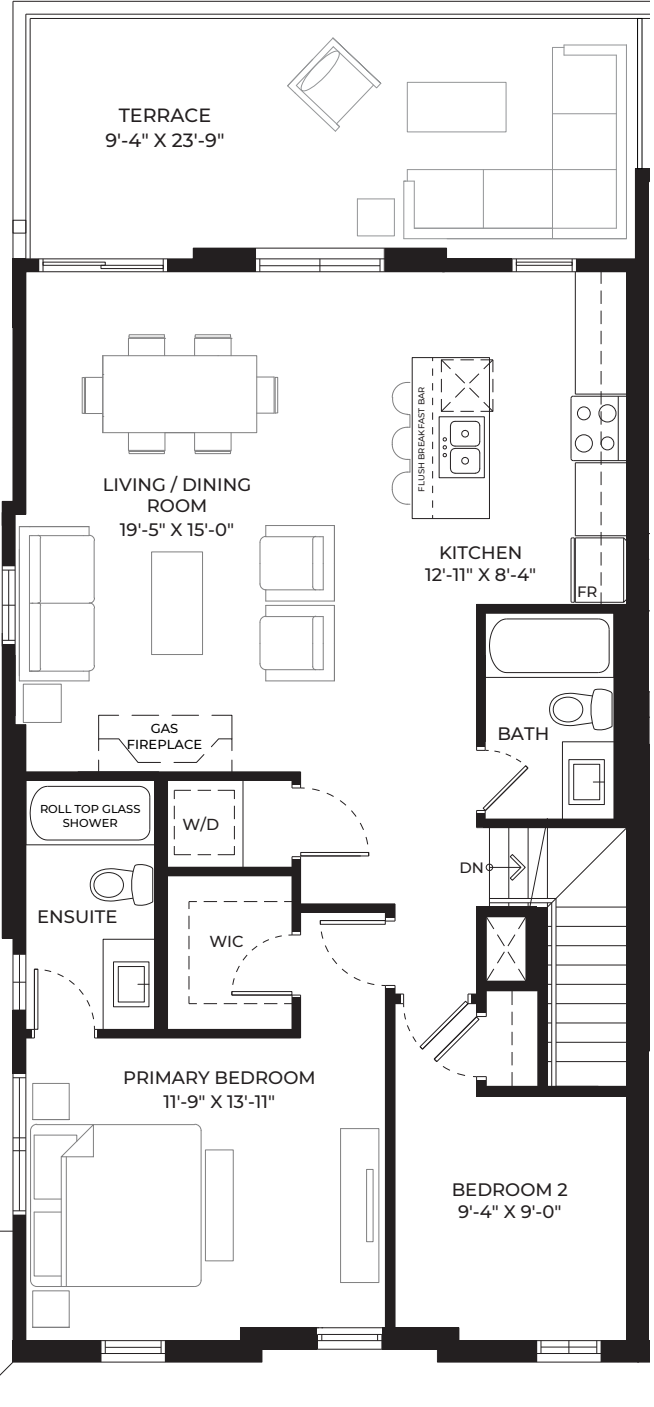 TERRACE
9'-4" X 23'-9"
FLUSH BREAKFAST BAR
LIVING / DINING
ROOM
19'-5" X 15'-0"
KITCHEN
12'-11" X 8'-4"
FR
GAS
FIREPLACE
BATH
ROLL TOP GLASS
SHOWER
W/D
DN
ENSUITE
WIC
PRIMARY BEDROOM
11'-9" X 13'-11"
BEDROOM 2
9'-4" X 9'-0"